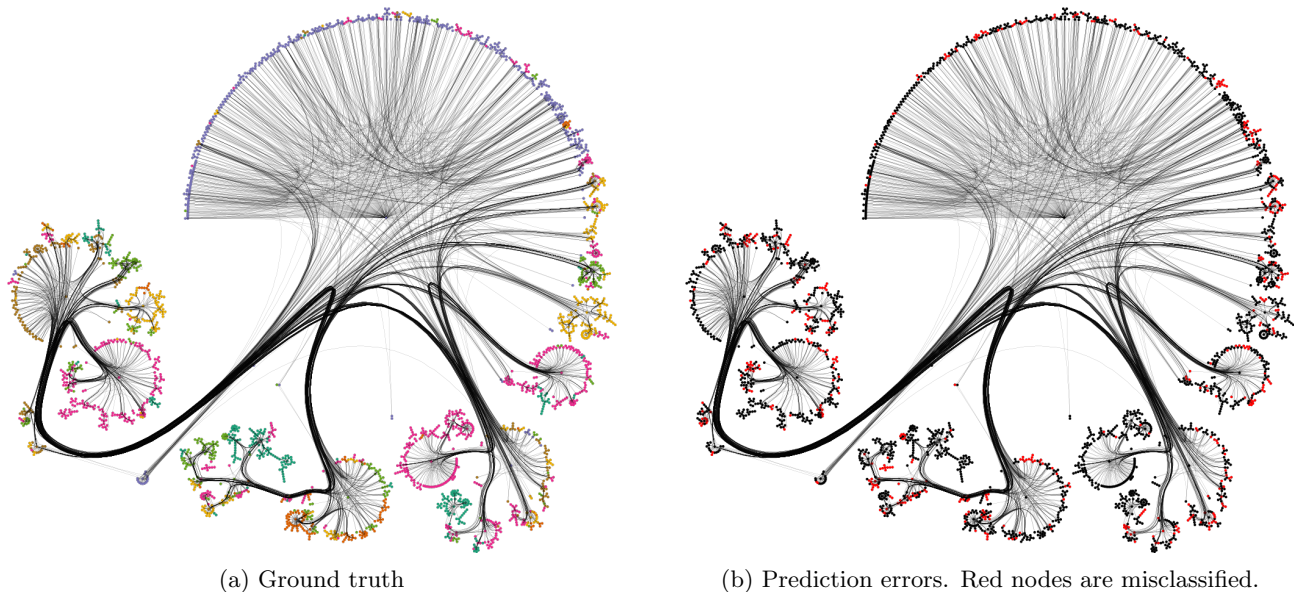 (a) Ground truth
(b) Prediction errors. Red nodes are misclassified.